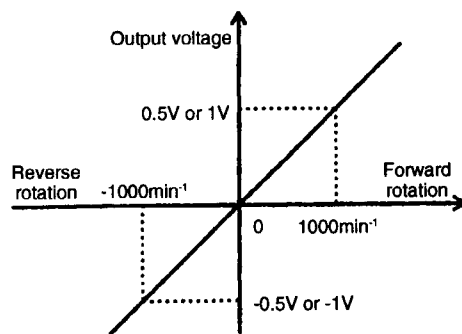 Output voltage
0.5V or 1V
Reverse
rotation
-1000min⁻¹
Forward
rotation
0
1000min⁻¹
-0.5V or -1V